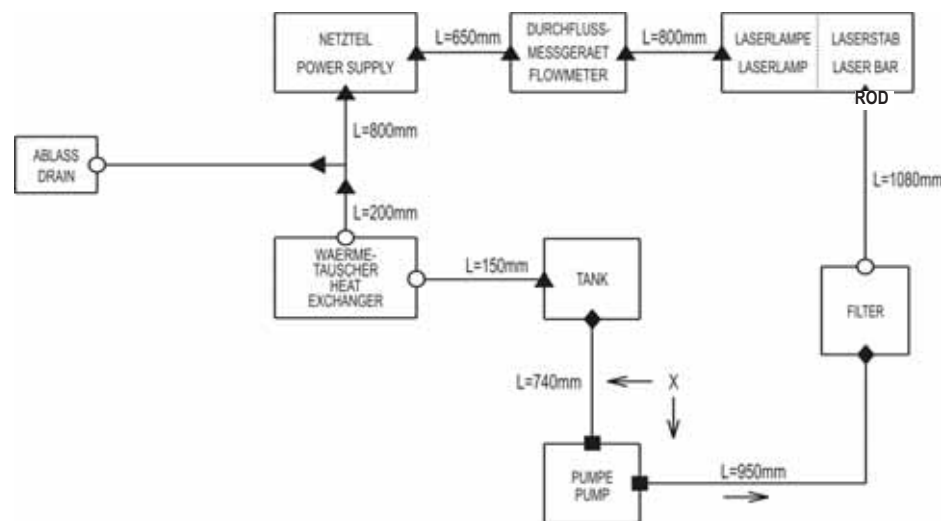 NETZTEIL
POWER SUPPLY
L=650mm
DURCHFLUSS-
MESSGERAET
FLOWMETER
L=800mm
LASERLAMPE
LASERLAMP
LASERSTAB
LASER BAR
ROD
L=800mm
ABLASS
DRAIN
L=1080mm
L=200mm
WAERME-
TAUSCHER
HEAT
EXCHANGER
L=150mm
TANK
FILTER
L=740mm
X
PUMPE
PUMP
L=950mm